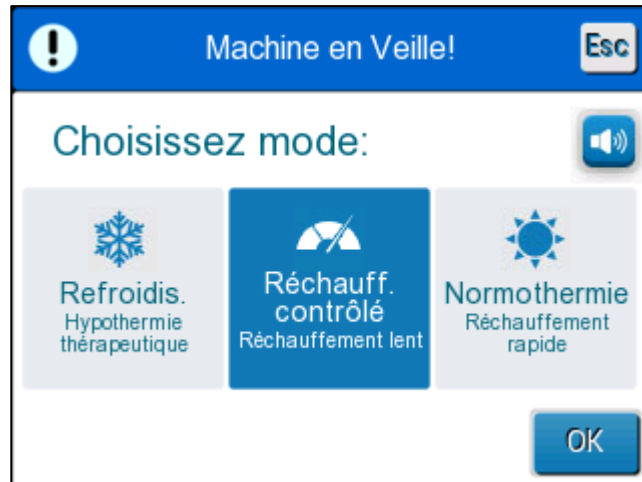 Machine en Veille!
Esc
Choisissez mode:
Refroidis.
Hypothermie
thérapeutique
Réchauff.
contrôlé
Réchauffement lent
Normothermie
Réchauffement
rapide
OK